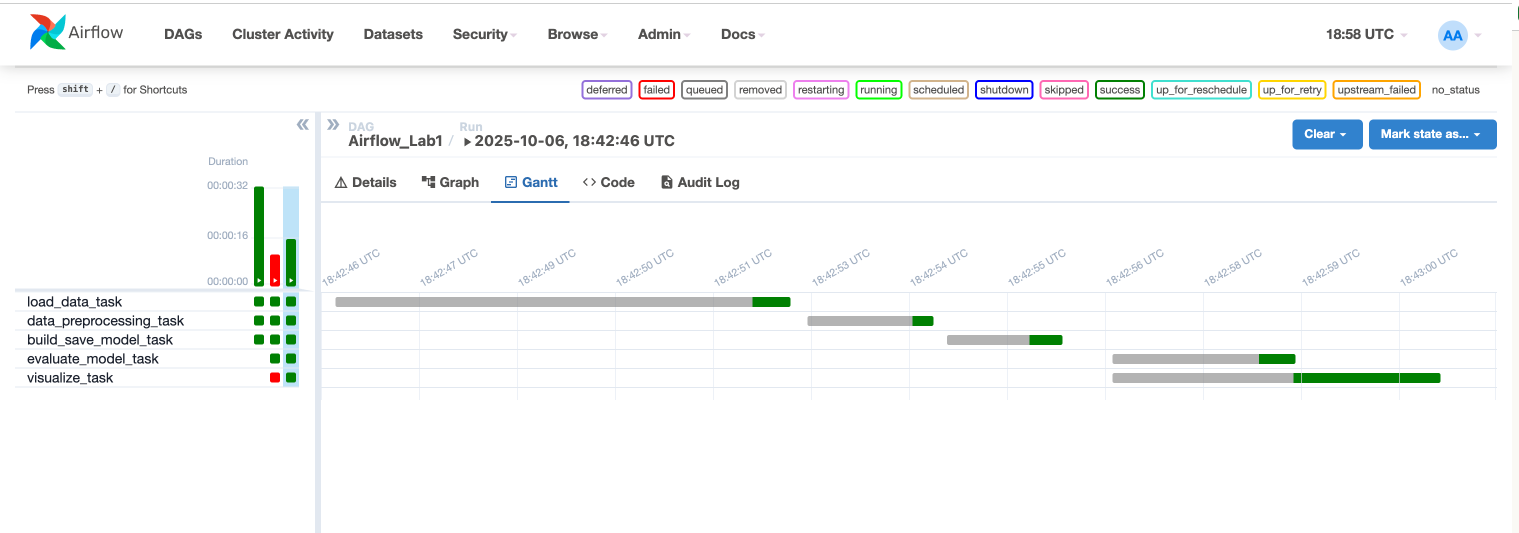 Airflow DAGs Cluster Activity Datasets Security Browse Admin Docs 18:58 UTC AA
Press shift + / for Shortcuts deferred failed queued removed restarting running scheduled shutdown skipped success up_for_reschedule up_for_retry upstream_failed no_status
DAG Run
Airflow_Lab1 / 2025-10-06, 18:42:46 UTC Clear Mark state as...
Details Graph Gantt Code Audit Log
Duration
00:00:32
00:00:16
00:00:00
18:42:46 UTC 18:42:47 UTC 18:42:49 UTC 18:42:50 UTC 18:42:51 UTC 18:42:53 UTC 18:42:54 UTC 18:42:55 UTC 18:42:56 UTC 18:42:58 UTC 18:42:59 UTC 18:43:00 UTC
load_data_task
data_preprocessing_task
build_save_model_task
evaluate_model_task
visualize_task